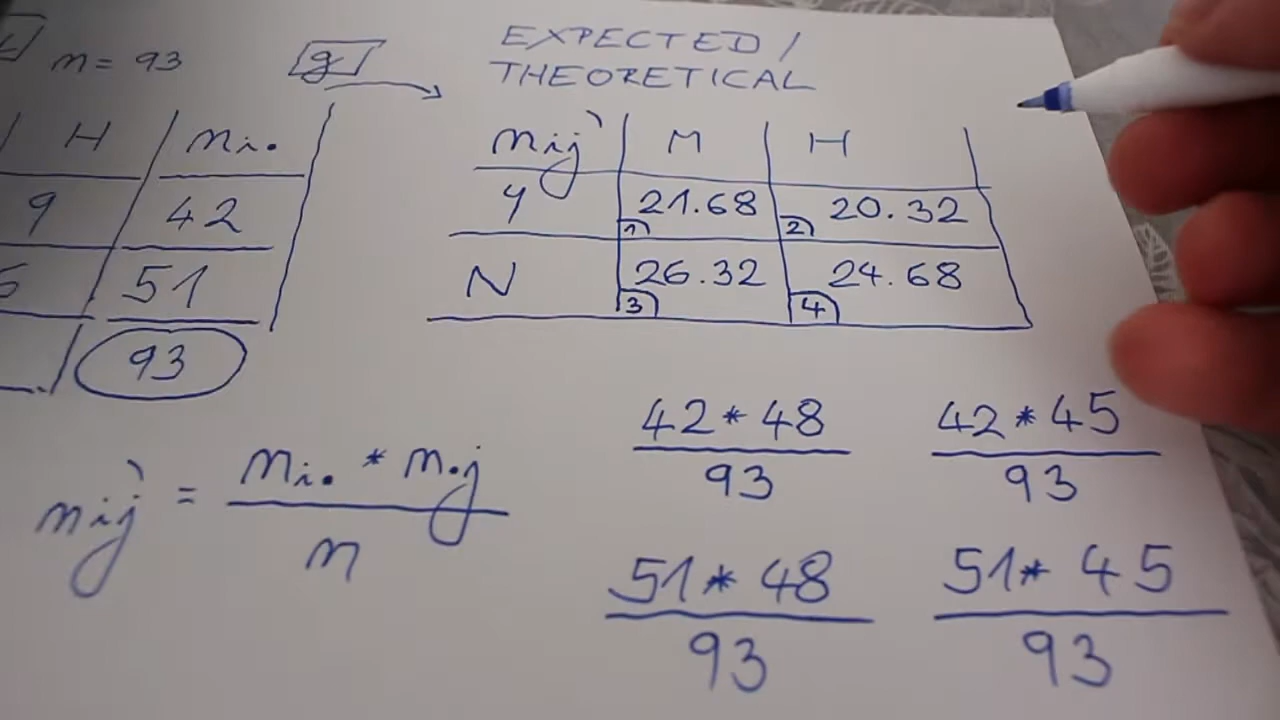 n = 93
g
EXPECTED /
THEORETICAL
H ni.
9 42
51
93
nij` M H
Y 21.68 20.32
1 2
N 26.32 24.68
3 4
nij` = ni. * n.j
n
42 * 48
93
42 * 45
93
51 * 48
93
51 * 45
93